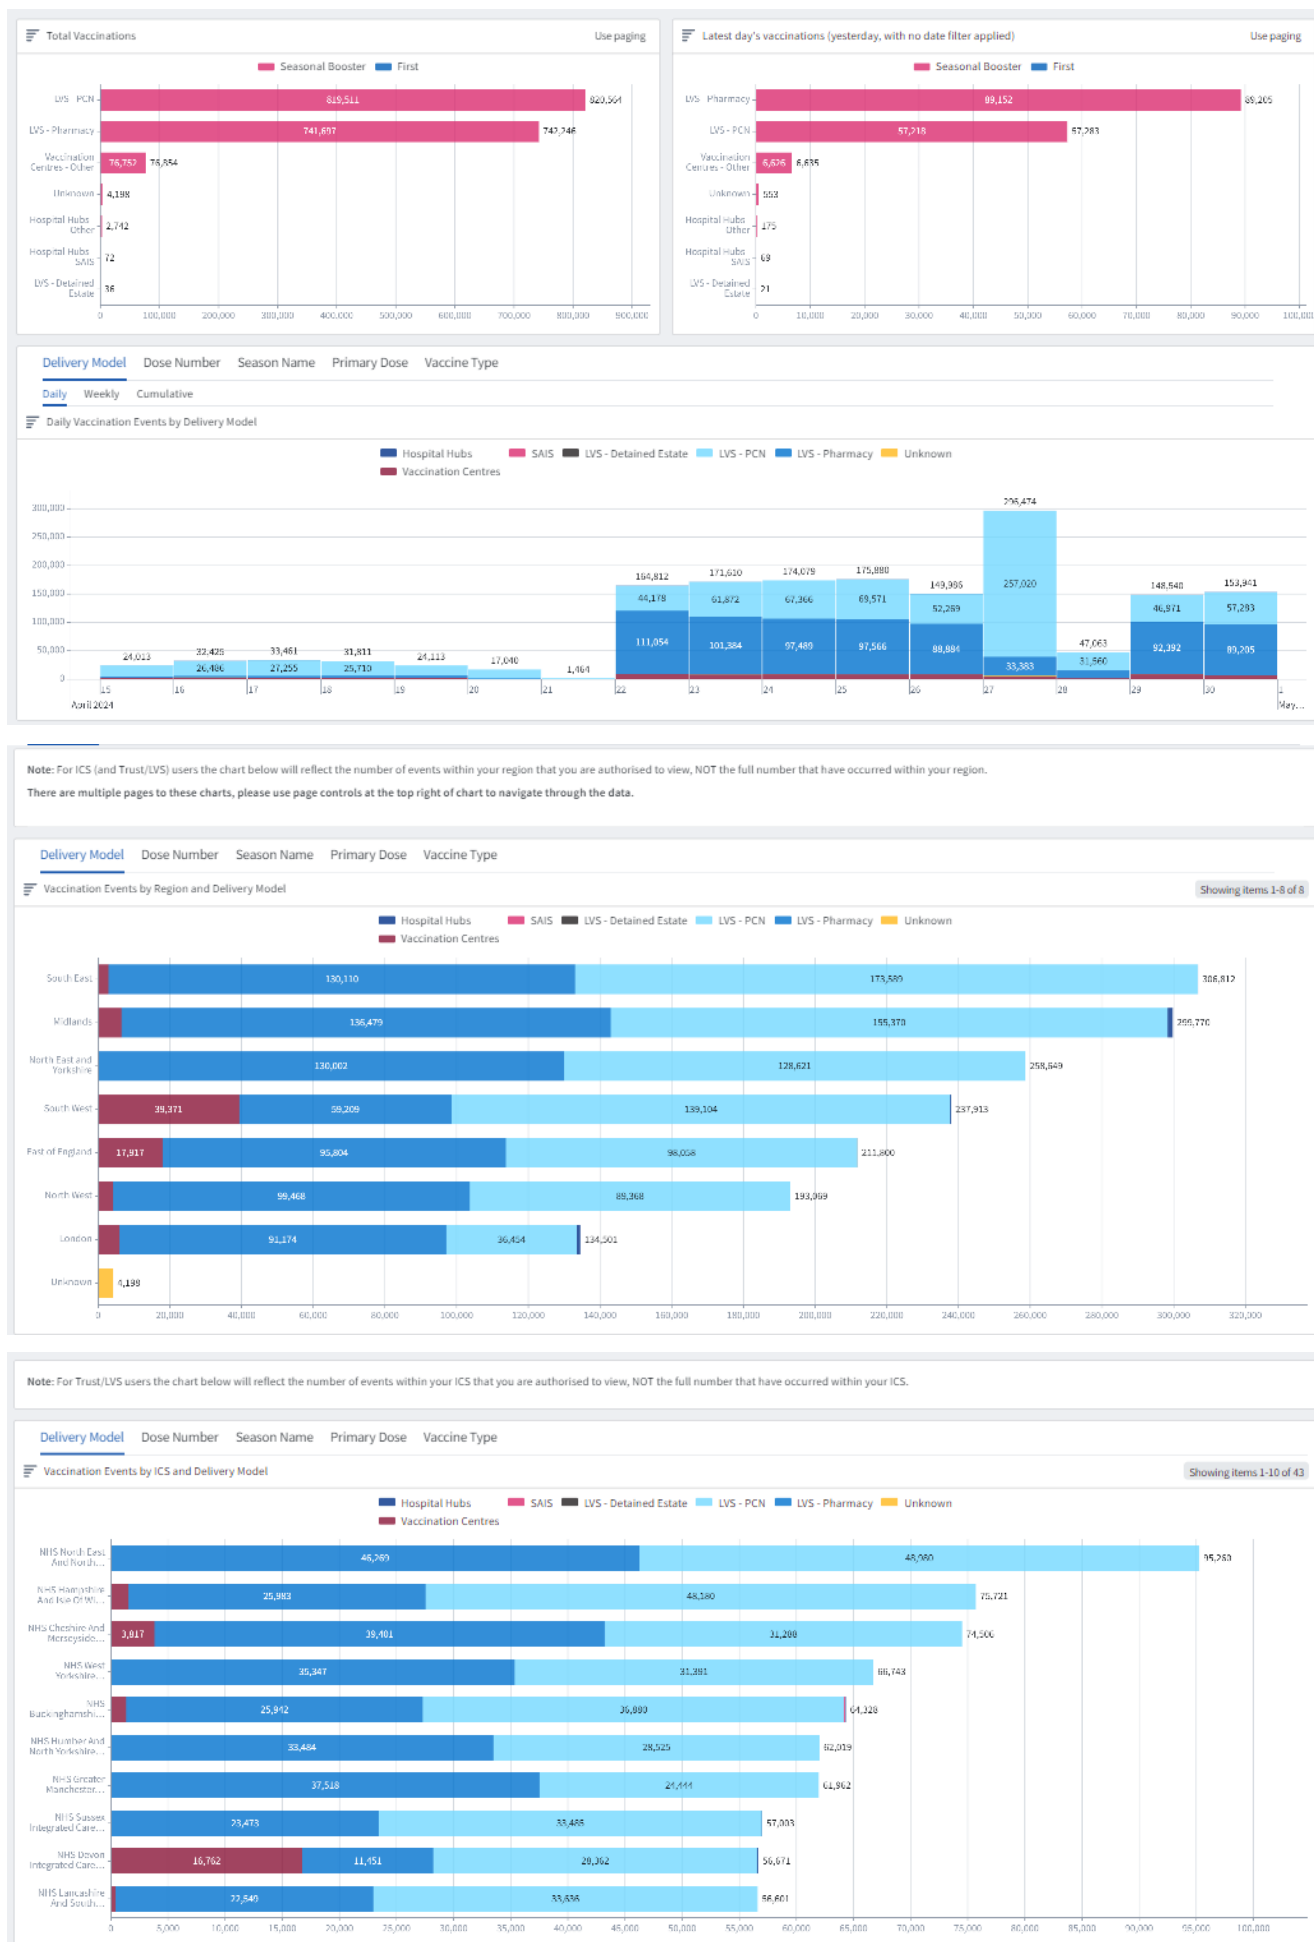 Total Vaccinations Use paging
Seasonal Booster First
LVS - PCN 819,511 820,564
LVS - Pharmacy 741,697 742,246
Vaccination
Centres - Other 76,752 76,854
Unknown 4,198
Hospital Hubs
Other 2,742
Hospital Hubs
SAIS 72
LVS - Detained
Estate 36
0 100,000 200,000 300,000 400,000 500,000 600,000 700,000 800,000 900,000
Latest day's vaccinations (yesterday, with no date filter applied) Use paging
Seasonal Booster First
LVS - Pharmacy 89,152 89,205
LVS - PCN 57,218 57,283
Vaccination
Centres - Other 6,626 6,635
Unknown 553
Hospital Hubs
Other 175
Hospital Hubs
SAIS 69
LVS - Detained
Estate 21
0 10,000 20,000 30,000 40,000 50,000 60,000 70,000 80,000 90,000
Delivery Model Dose Number Season Name Primary Dose Vaccine Type
Daily Weekly Cumulative
Daily Vaccination Events by Delivery Model
Hospital Hubs SAIS LVS - Detained Estate LVS - PCN LVS - Pharmacy Unknown
Vaccination Centres
296,474
300,000
250,000
200,000
164,812 171,610 174,079 175,880 149,986 257,020 148,540 153,941
150,000 44,178 61,872 67,366 69,571 52,269 46,971 57,283
100,000 111,054 101,384 97,489 97,566 88,884 47,063 92,392 89,205
50,000 24,013 32,425 33,461 31,811 24,113 17,040 33,383 31,560
26,486 27,255 25,710 1,464
0
15 16 17 18 19 20 21 22 23 24 25 26 27 28 29 30 1
April 2024 May...
Note: For ICS (and Trust/LVS) users the chart below will reflect the number of events within your region that you are authorised to view, NOT the full number that have occurred within your region.
There are multiple pages to these charts, please use page controls at the top right of chart to navigate through the data.
Delivery Model Dose Number Season Name Primary Dose Vaccine Type
Vaccination Events by Region and Delivery Model Showing items 1-8 of 8
Hospital Hubs SAIS LVS - Detained Estate LVS - PCN LVS - Pharmacy Unknown
Vaccination Centres
South East 130,110 173,589 306,812
Midlands 136,479 155,370 299,770
North East and
Yorkshire 130,002 128,621 258,649
South West 39,371 59,209 139,104 237,913
East of England 17,917 95,804 98,058 211,800
North West 99,468 89,368 193,069
London 91,174 36,454 134,501
Unknown 4,198
0 20,000 40,000 60,000 80,000 100,000 120,000 140,000 160,000 180,000 200,000 220,000 240,000 260,000 280,000 300,000 320,000
Note: For Trust/LVS users the chart below will reflect the number of events within your ICS that you are authorised to view, NOT the full number that have occurred within your ICS.
Delivery Model Dose Number Season Name Primary Dose Vaccine Type
Vaccination Events by ICS and Delivery Model Showing items 1-10 of 43
Hospital Hubs SAIS LVS - Detained Estate LVS - PCN LVS - Pharmacy Unknown
Vaccination Centres
NHS North East
And North... 46,269 48,980 95,260
NHS Hampshire
And Isle Of Wi... 25,983 48,180 75,721
NHS Cheshire And
Merseyside... 3,817 39,401 31,288 74,506
NHS West
Yorkshire... 35,347 31,391 66,743
NHS
Buckinghamshi... 25,942 36,880 64,328
NHS Humber And
North Yorkshire... 33,484 28,525 62,019
NHS Greater
Manchester... 37,518 24,444 61,962
NHS Sussex
Integrated Care... 23,473 33,485 57,003
NHS Devon
Integrated Care... 16,762 11,451 28,362 56,671
NHS Lancashire
And South... 22,549 33,636 56,601
0 5,000 10,000 15,000 20,000 25,000 30,000 35,000 40,000 45,000 50,000 55,000 60,000 65,000 70,000 75,000 80,000 85,000 90,000 95,000 100,000